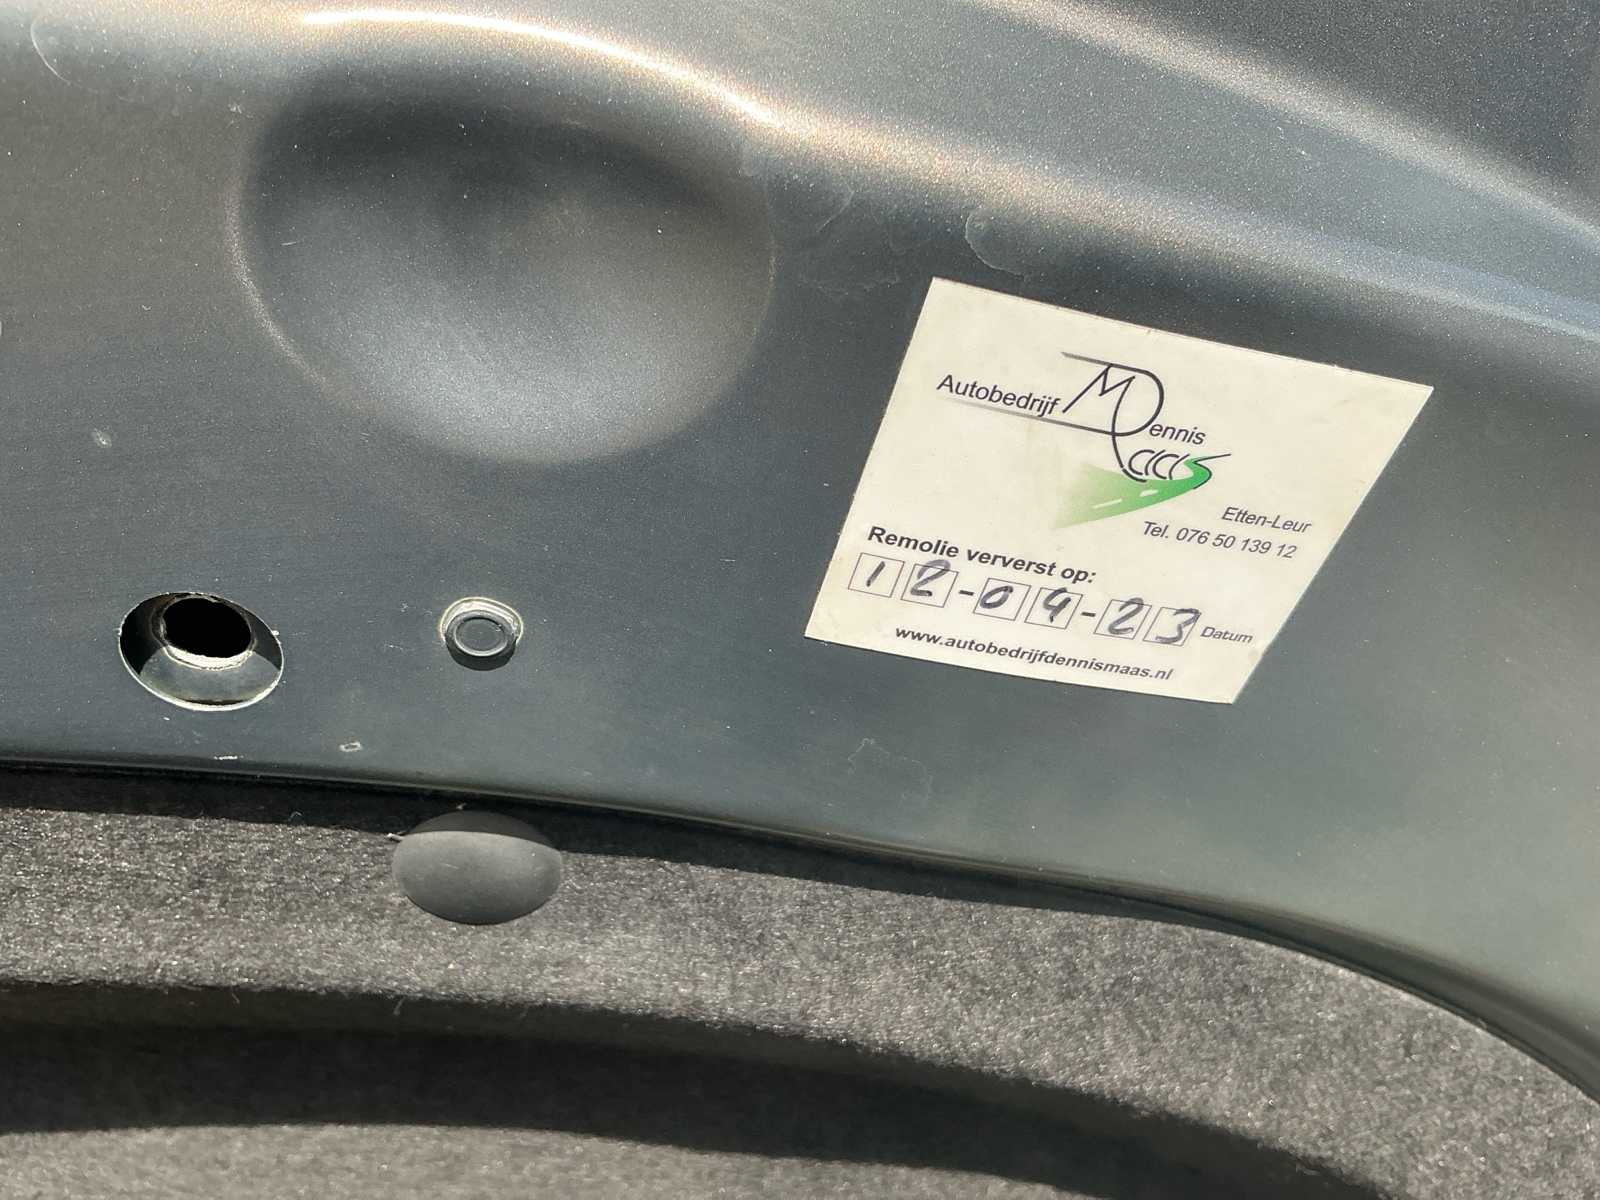 Autobedrijf Dennis
Maas
Etten-Leur
Tel. 076 50 139 12
Remolie ververst op:
12-04-23 Datum
www.autobedrijfdennismaas.nl